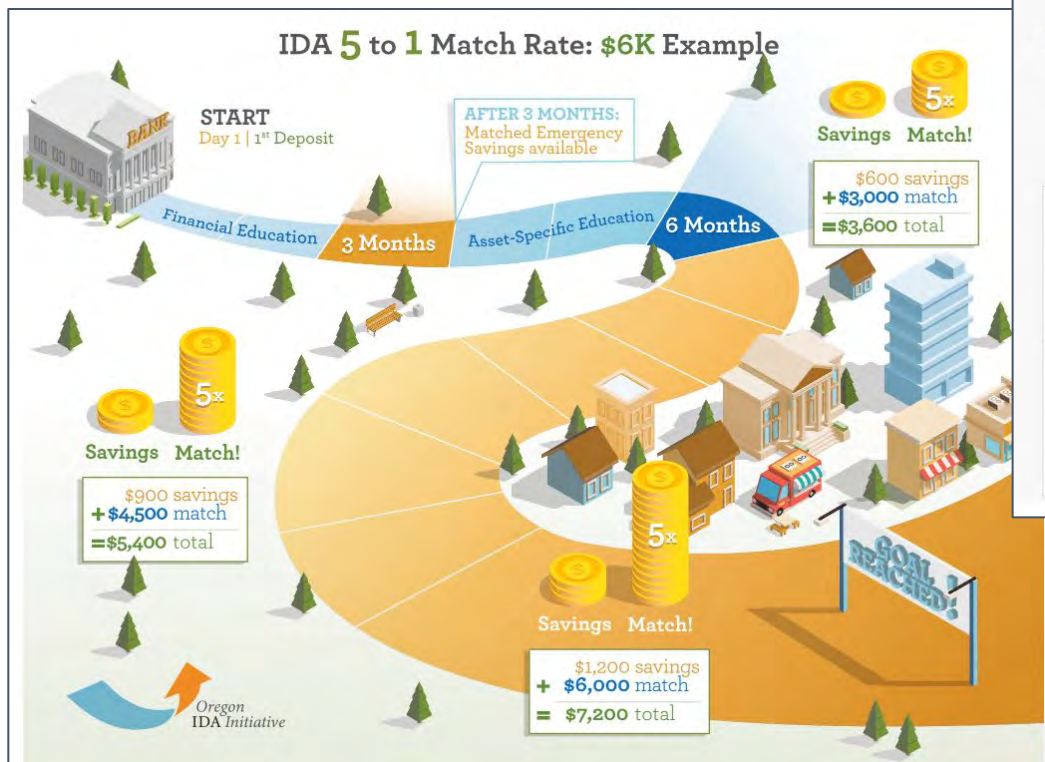 IDA 5 to 1 Match Rate: $6K Example
BANK
START
Day 1 | 1st Deposit
AFTER 3 MONTHS:
Matched Emergency
Savings available
Financial Education
3 Months
Asset-Specific Education
6 Months
5x
Savings Match!
$600 savings
+ $3,000 match
= $3,600 total
5x
Savings Match!
$900 savings
+ $4,500 match
= $5,400 total
5x
Savings Match!
$1,200 savings
+ $6,000 match
= $7,200 total
GOAL
REACHED!
Oregon
IDA Initiative